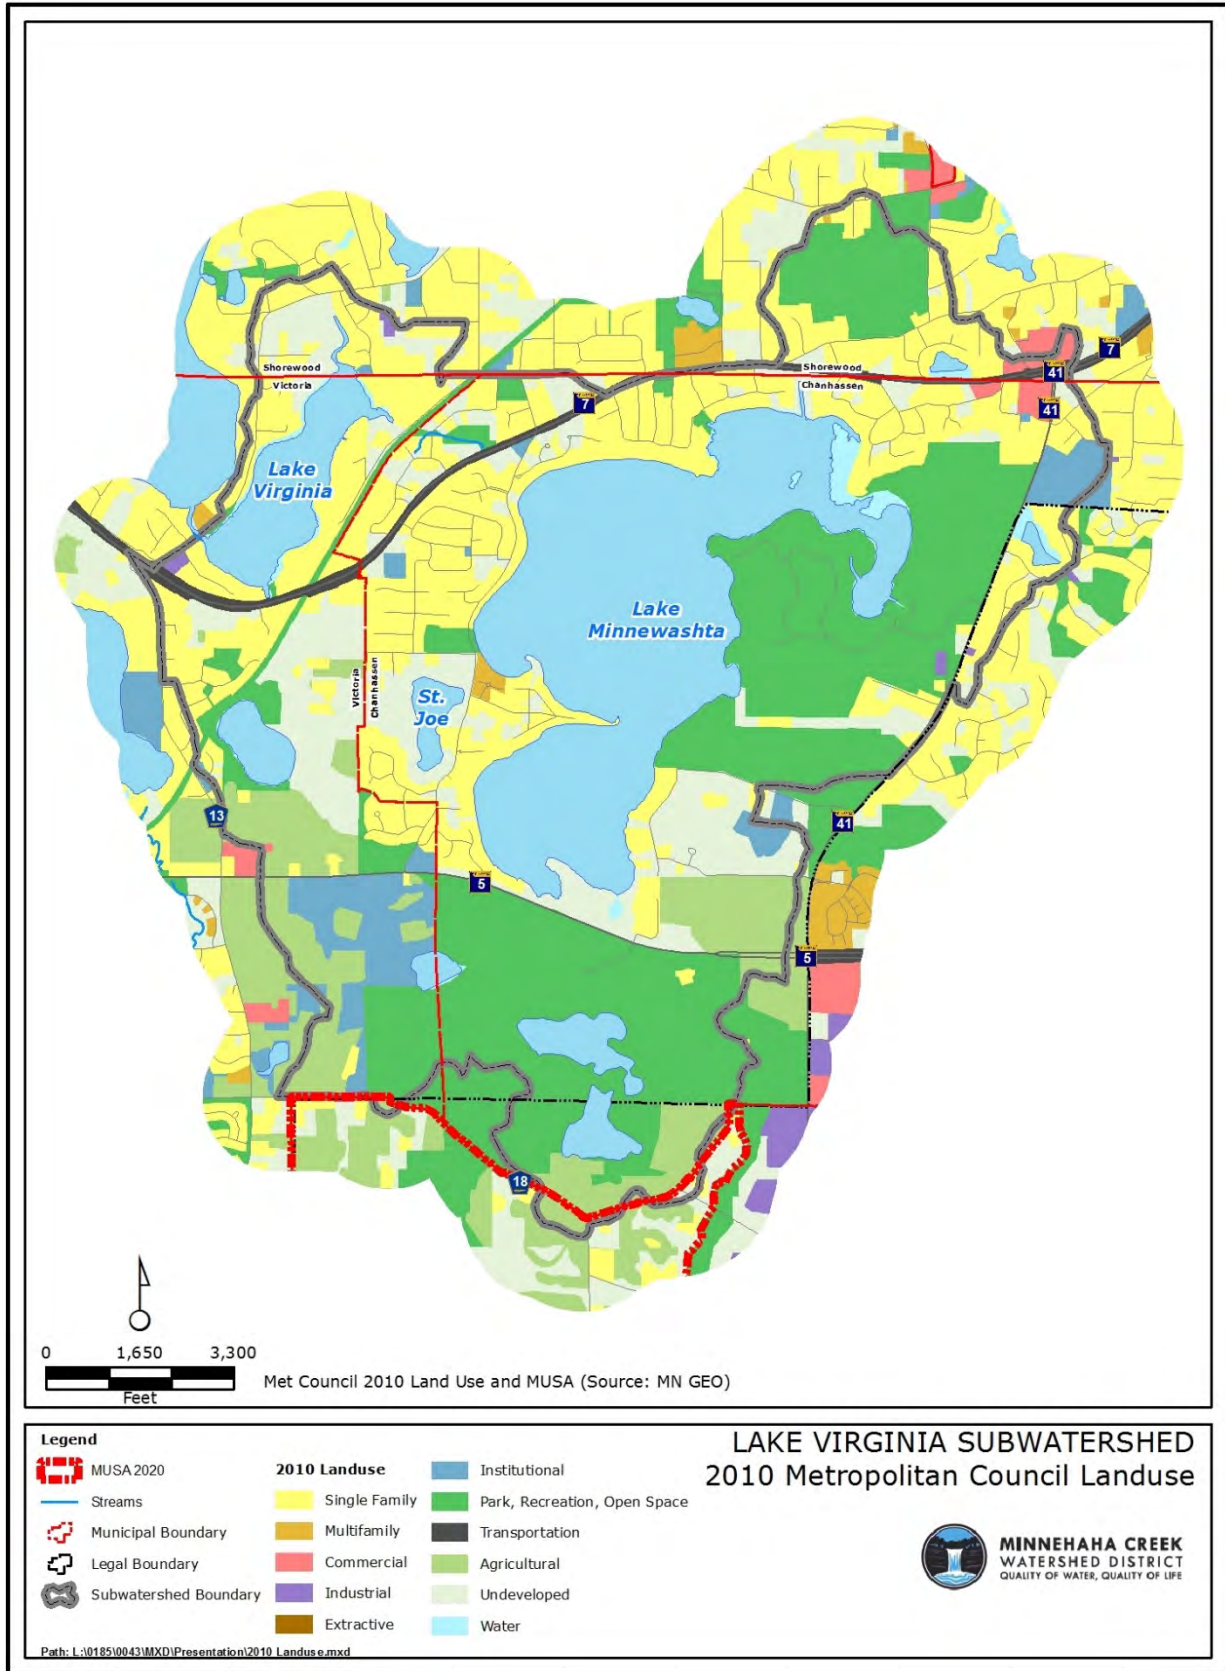 Shorewood
Victoria
Shorewood
Chanhassen
7
41
41
7
Lake
Virginia
Lake
Minnewashta
Victoria
Chanhassen
St.
Joe
13
41
5
5
18
0 1,650 3,300
Feet
Met Council 2010 Land Use and MUSA (Source: MN GEO)
Legend
MUSA 2020
Streams
Municipal Boundary
Legal Boundary
Subwatershed Boundary
2010 Landuse
Single Family
Multifamily
Commercial
Industrial
Extractive
Institutional
Park, Recreation, Open Space
Transportation
Agricultural
Undeveloped
Water
LAKE VIRGINIA SUBWATERSHED
2010 Metropolitan Council Landuse
MINNEHAHA CREEK
WATERSHED DISTRICT
QUALITY OF WATER, QUALITY OF LIFE
Path: L:\0185\0043\MXD\Presentation\2010 Landuse.mxd